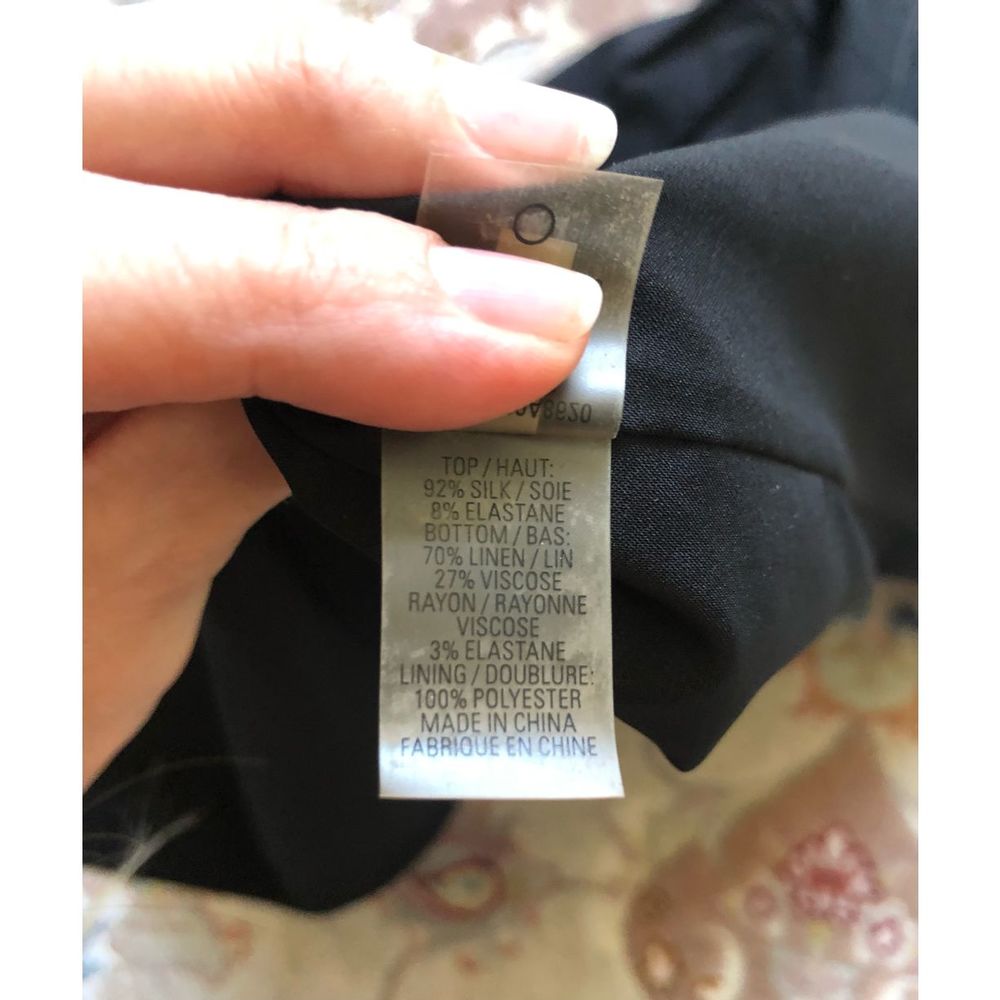 TOP / HAUT:
92% SILK / SOIE
8% ELASTANE
BOTTOM / BAS:
70% LINEN / LIN
27% VISCOSE
RAYON / RAYONNE
VISCOSE
3% ELASTANE
LINING / DOUBLURE:
100% POLYESTER
MADE IN CHINA
FABRIQUE EN CHINE